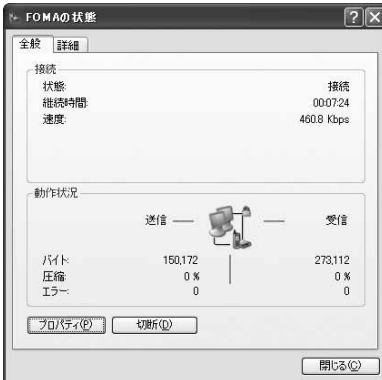 FOMAの状態
全般 詳細
接続
状態: 接続
継続時間: 00:07:24
速度: 460.8 Kbps
動作状況
送信 受信
バイト: 150,172 273,112
圧縮: 0 % 0 %
エラー: 0 0
プロパティ(P) 切断(D)
閉じる(C)